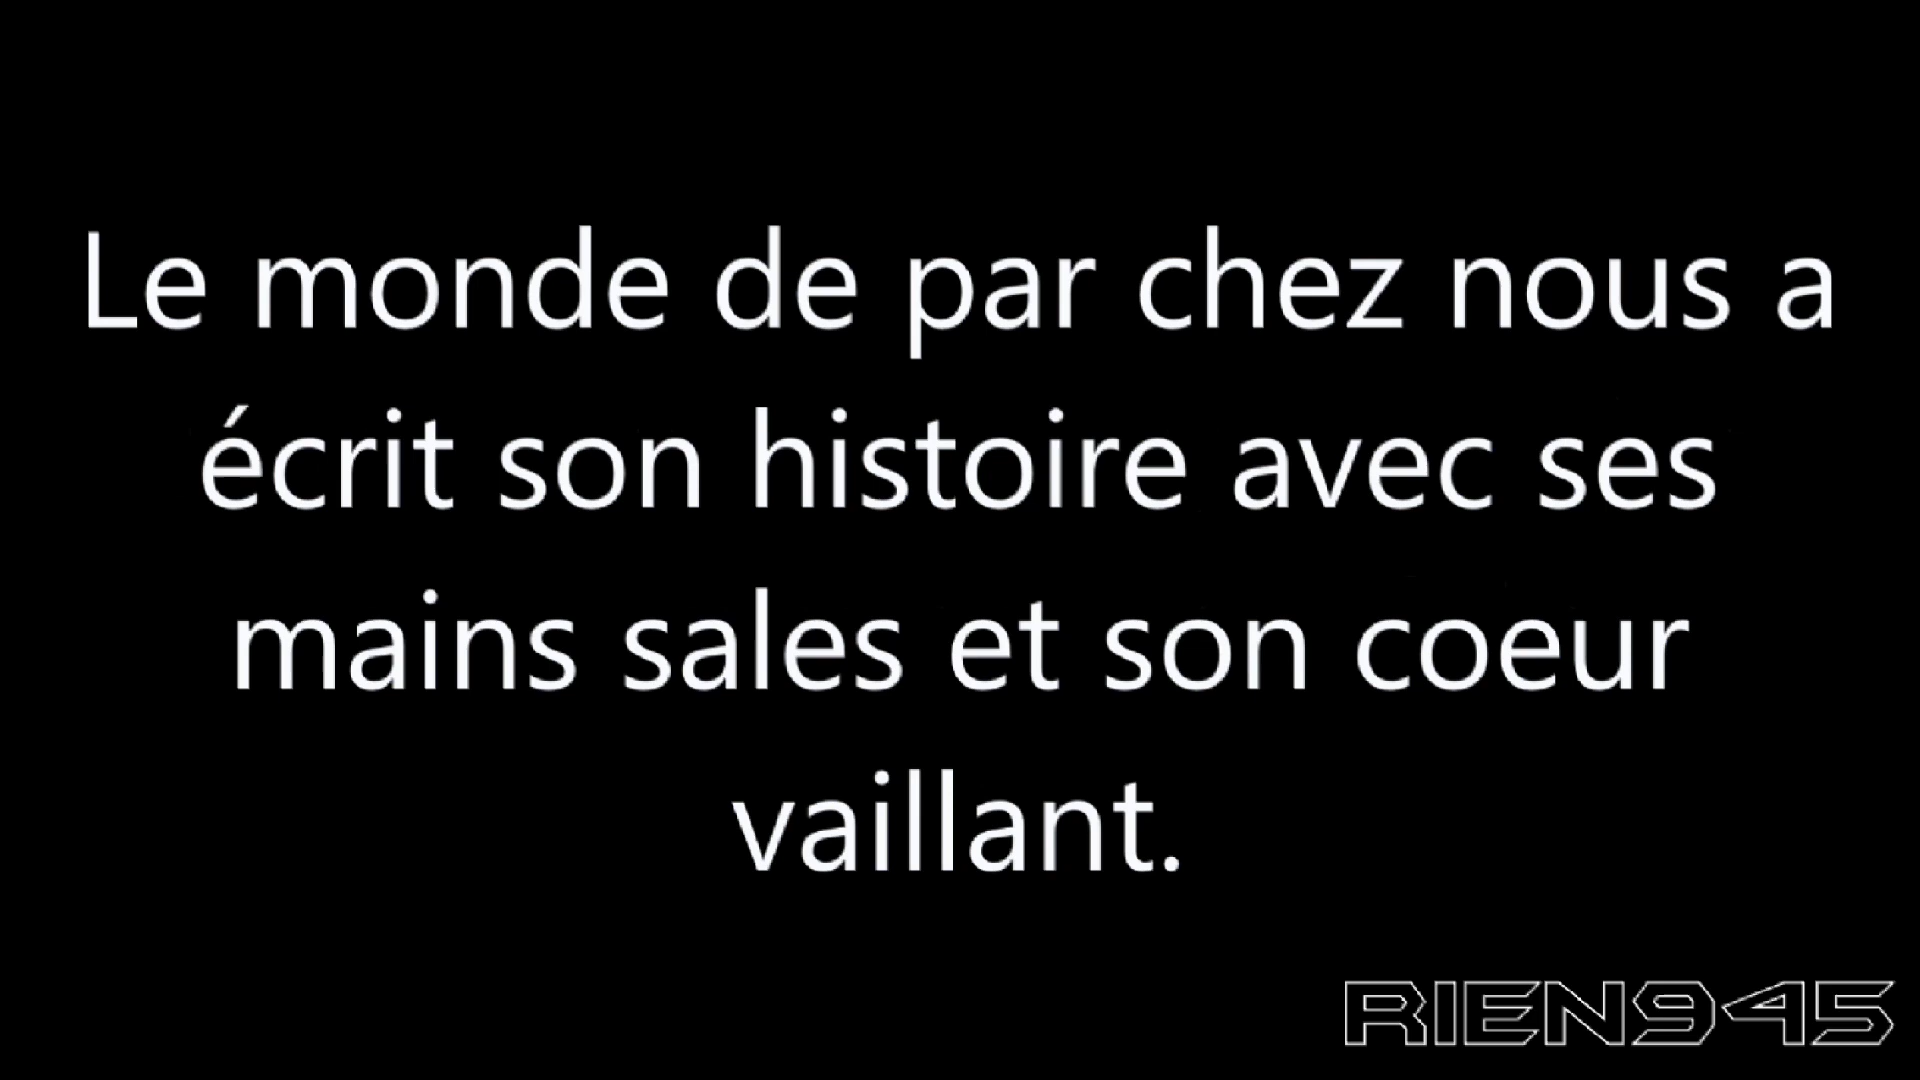 Le monde de par chez nous a
écrit son histoire avec ses
mains sales et son coeur
vaillant.
RIEN945